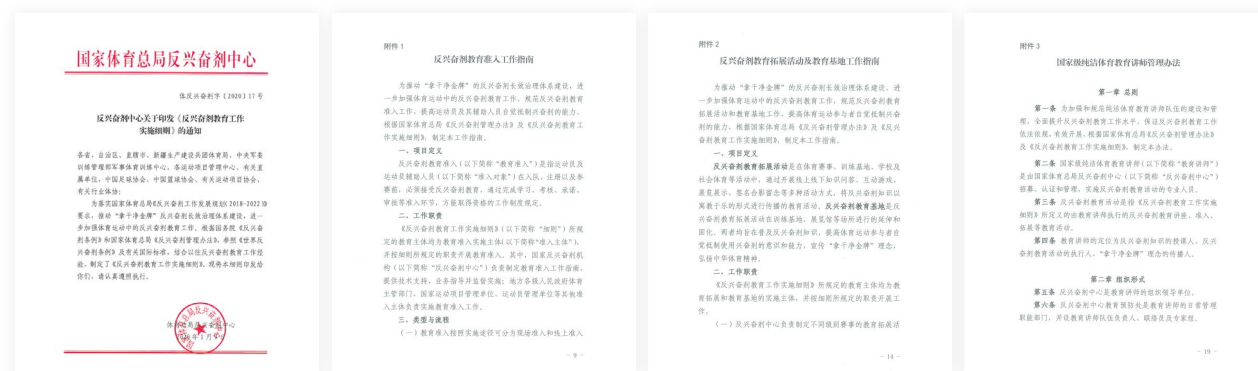 国家体育总局反兴奋剂中心
体反兴奋剂字〔2020〕17 号
反兴奋剂中心关于印发《反兴奋剂教育工作
实施细则》的通知
各省、自治区、直辖市、新疆生产建设兵团体育局，中央军委
训练管理部军事体育训练中心，各运动项目管理中心，有关直
属单位，中国足球协会、中国篮球协会，有关运动项目协会，
有关行业体协：
为落实国家体育总局《反兴奋剂工作发展规划(2018-2022)》
要求，推动“拿干净金牌”反兴奋剂长效治理体系建设，进一
步加强体育运动中的反兴奋剂教育工作，根据国务院《反兴奋
剂条例》和国家体育总局《反兴奋剂管理办法》，参照《世界反
兴奋剂条例》及有关国际标准，结合以往反兴奋剂教育工作经
验，制定了《反兴奋剂教育工作实施细则》，现将本细则印发给
你们，请认真遵照执行。
附件 1
反兴奋剂教育准入工作指南
为推动“拿干净金牌”的反兴奋剂长效治理体系建设，进
一步加强体育运动中的反兴奋剂教育工作，规范反兴奋剂教育
准入工作，提高运动员及其辅助人员自觉抵制兴奋剂的能力，
根据国家体育总局《反兴奋剂管理办法》及《反兴奋剂教育工
作实施细则》，制定本工作指南。
一、项目定义
反兴奋剂教育准入（以下简称“教育准入”）是指运动员及
运动员辅助人员（以下简称“准入对象”）在入队、注册以及参
赛前，必须接受反兴奋剂教育，通过完成学习、考核、承诺、
审批等准入环节，方能取得资格的工作制度规定。
二、工作职责
《反兴奋剂教育工作实施细则》（以下简称“细则”）所规
定的教育主体均为教育准入实施主体（以下简称“准入主体”），
并按细则所规定的职责开展教育准入。其中，国家反兴奋剂机
构（以下简称“反兴奋剂中心”）负责制定教育准入工作指南，
提供技术支持、业务指导并监督实施；地方各级人民政府体育
主管部门、国家运动项目管理单位、运动员管理单位等其他准
入主体负责实施教育准入工作。
三、类型与流程
（一）教育准入按照实施途径可分为现场准入和线上准入
- 9 -
附件 2
反兴奋剂教育拓展活动及教育基地工作指南
为推动“拿干净金牌”的反兴奋剂长效治理体系建设，进
一步加强体育运动中的反兴奋剂教育工作，规范反兴奋剂教育
拓展活动和教育基地工作，提高体育运动参与者自觉抵制兴奋
剂的能力，根据国家体育总局《反兴奋剂管理办法》及《反兴
奋剂教育工作实施细则》，制定本工作指南。
一、项目定义
反兴奋剂教育拓展活动是在体育赛事、训练基地、学校及
社会体育等活动中，通过开展线上线下知识问答、互动游戏、
展览展示、签名合影留念等多种活动方式，将反兴奋剂知识以
寓教于乐的形式进行传播的教育活动。反兴奋剂教育基地是反
兴奋剂教育拓展活动在训练基地、展览馆等场所进行的延伸和
固化。两者均旨在普及反兴奋剂知识，提高体育运动参与者自
觉抵制使用兴奋剂的意识和能力，宣传“拿干净金牌”理念，
弘扬中华体育精神。
二、工作职责
《反兴奋剂教育工作实施细则》所规定的教育主体均为教
育拓展和教育基地的实施主体，并按细则规定的职责开展工
作。
（一）反兴奋剂中心负责制定不同级别赛事的教育拓展活
- 14 -
附件 3
国家级纯洁体育教育讲师管理办法
第一章 总则
第一条 为加强和规范纯洁体育教育讲师队伍的建设和管
理，全面提升反兴奋剂教育工作水平，保证反兴奋剂教育工作
依法依规、有效开展，根据国家体育总局《反兴奋剂管理办法》
及《反兴奋剂教育工作实施细则》，制定本办法。
第二条 国家级纯洁体育教育讲师（以下简称“教育讲师”）
是由国家体育总局反兴奋剂中心（以下简称“反兴奋剂中心”）
招募、认证和管理，实施反兴奋剂教育活动的专业人员。
第三条 反兴奋剂教育活动是指《反兴奋剂教育工作实施
细则》所定义的由教育讲师执行的反兴奋剂教育讲座、准入、
拓展等教育活动。
第四条 教育讲师的定位为反兴奋剂知识的授课人、反兴
奋剂教育活动的执行人、“拿干净金牌”理念的传播人。
第二章 组织形式
第五条 反兴奋剂中心是教育讲师的组织领导单位。
第六条 反兴奋剂中心教育预防处是教育讲师的日常管理
职能部门，并设教育讲师队伍负责人、联络员及专家组。
- 19 -